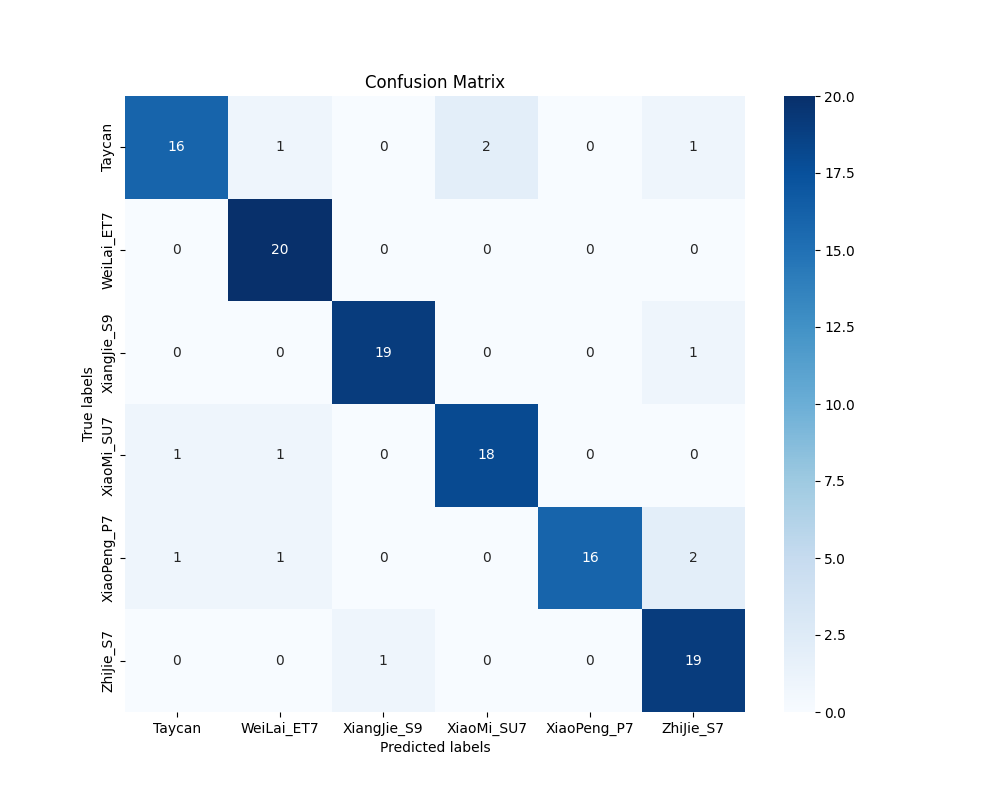 Confusion Matrix
Taycan 16 1 0 2 0 1
WeiLai_ET7 0 20 0 0 0 0
XiangJie_S9 0 0 19 0 0 1
XiaoMi_SU7 1 1 0 18 0 0
XiaoPeng_P7 1 1 0 0 16 2
ZhiJie_S7 0 0 1 0 0 19
True labels
Taycan WeiLai_ET7 XiangJie_S9 XiaoMi_SU7 XiaoPeng_P7 ZhiJie_S7
Predicted labels
20.0
17.5
15.0
12.5
10.0
7.5
5.0
2.5
0.0